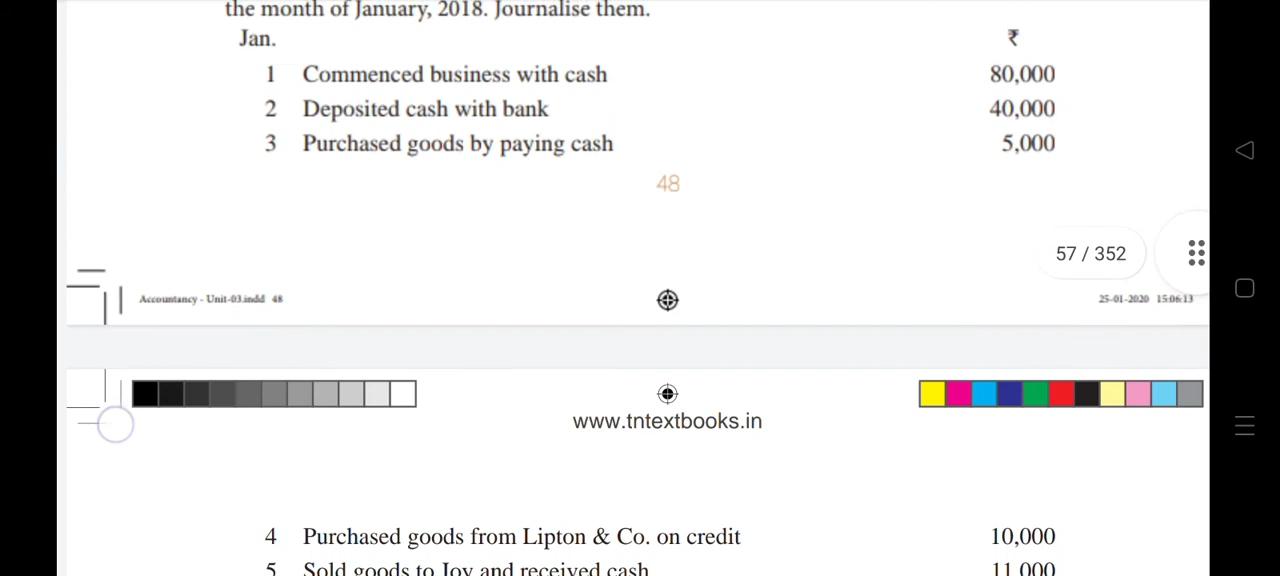 the month of January, 2018. Journalise them.
Jan. ₹
1 Commenced business with cash 80,000
2 Deposited cash with bank 40,000
3 Purchased goods by paying cash 5,000
48
57 / 352
Accountancy - Unit-03.indd 48 25-01-2020 15:06:13
www.tntextbooks.in
4 Purchased goods from Lipton & Co. on credit 10,000
5 Sold goods to Joy and received cash 11,000